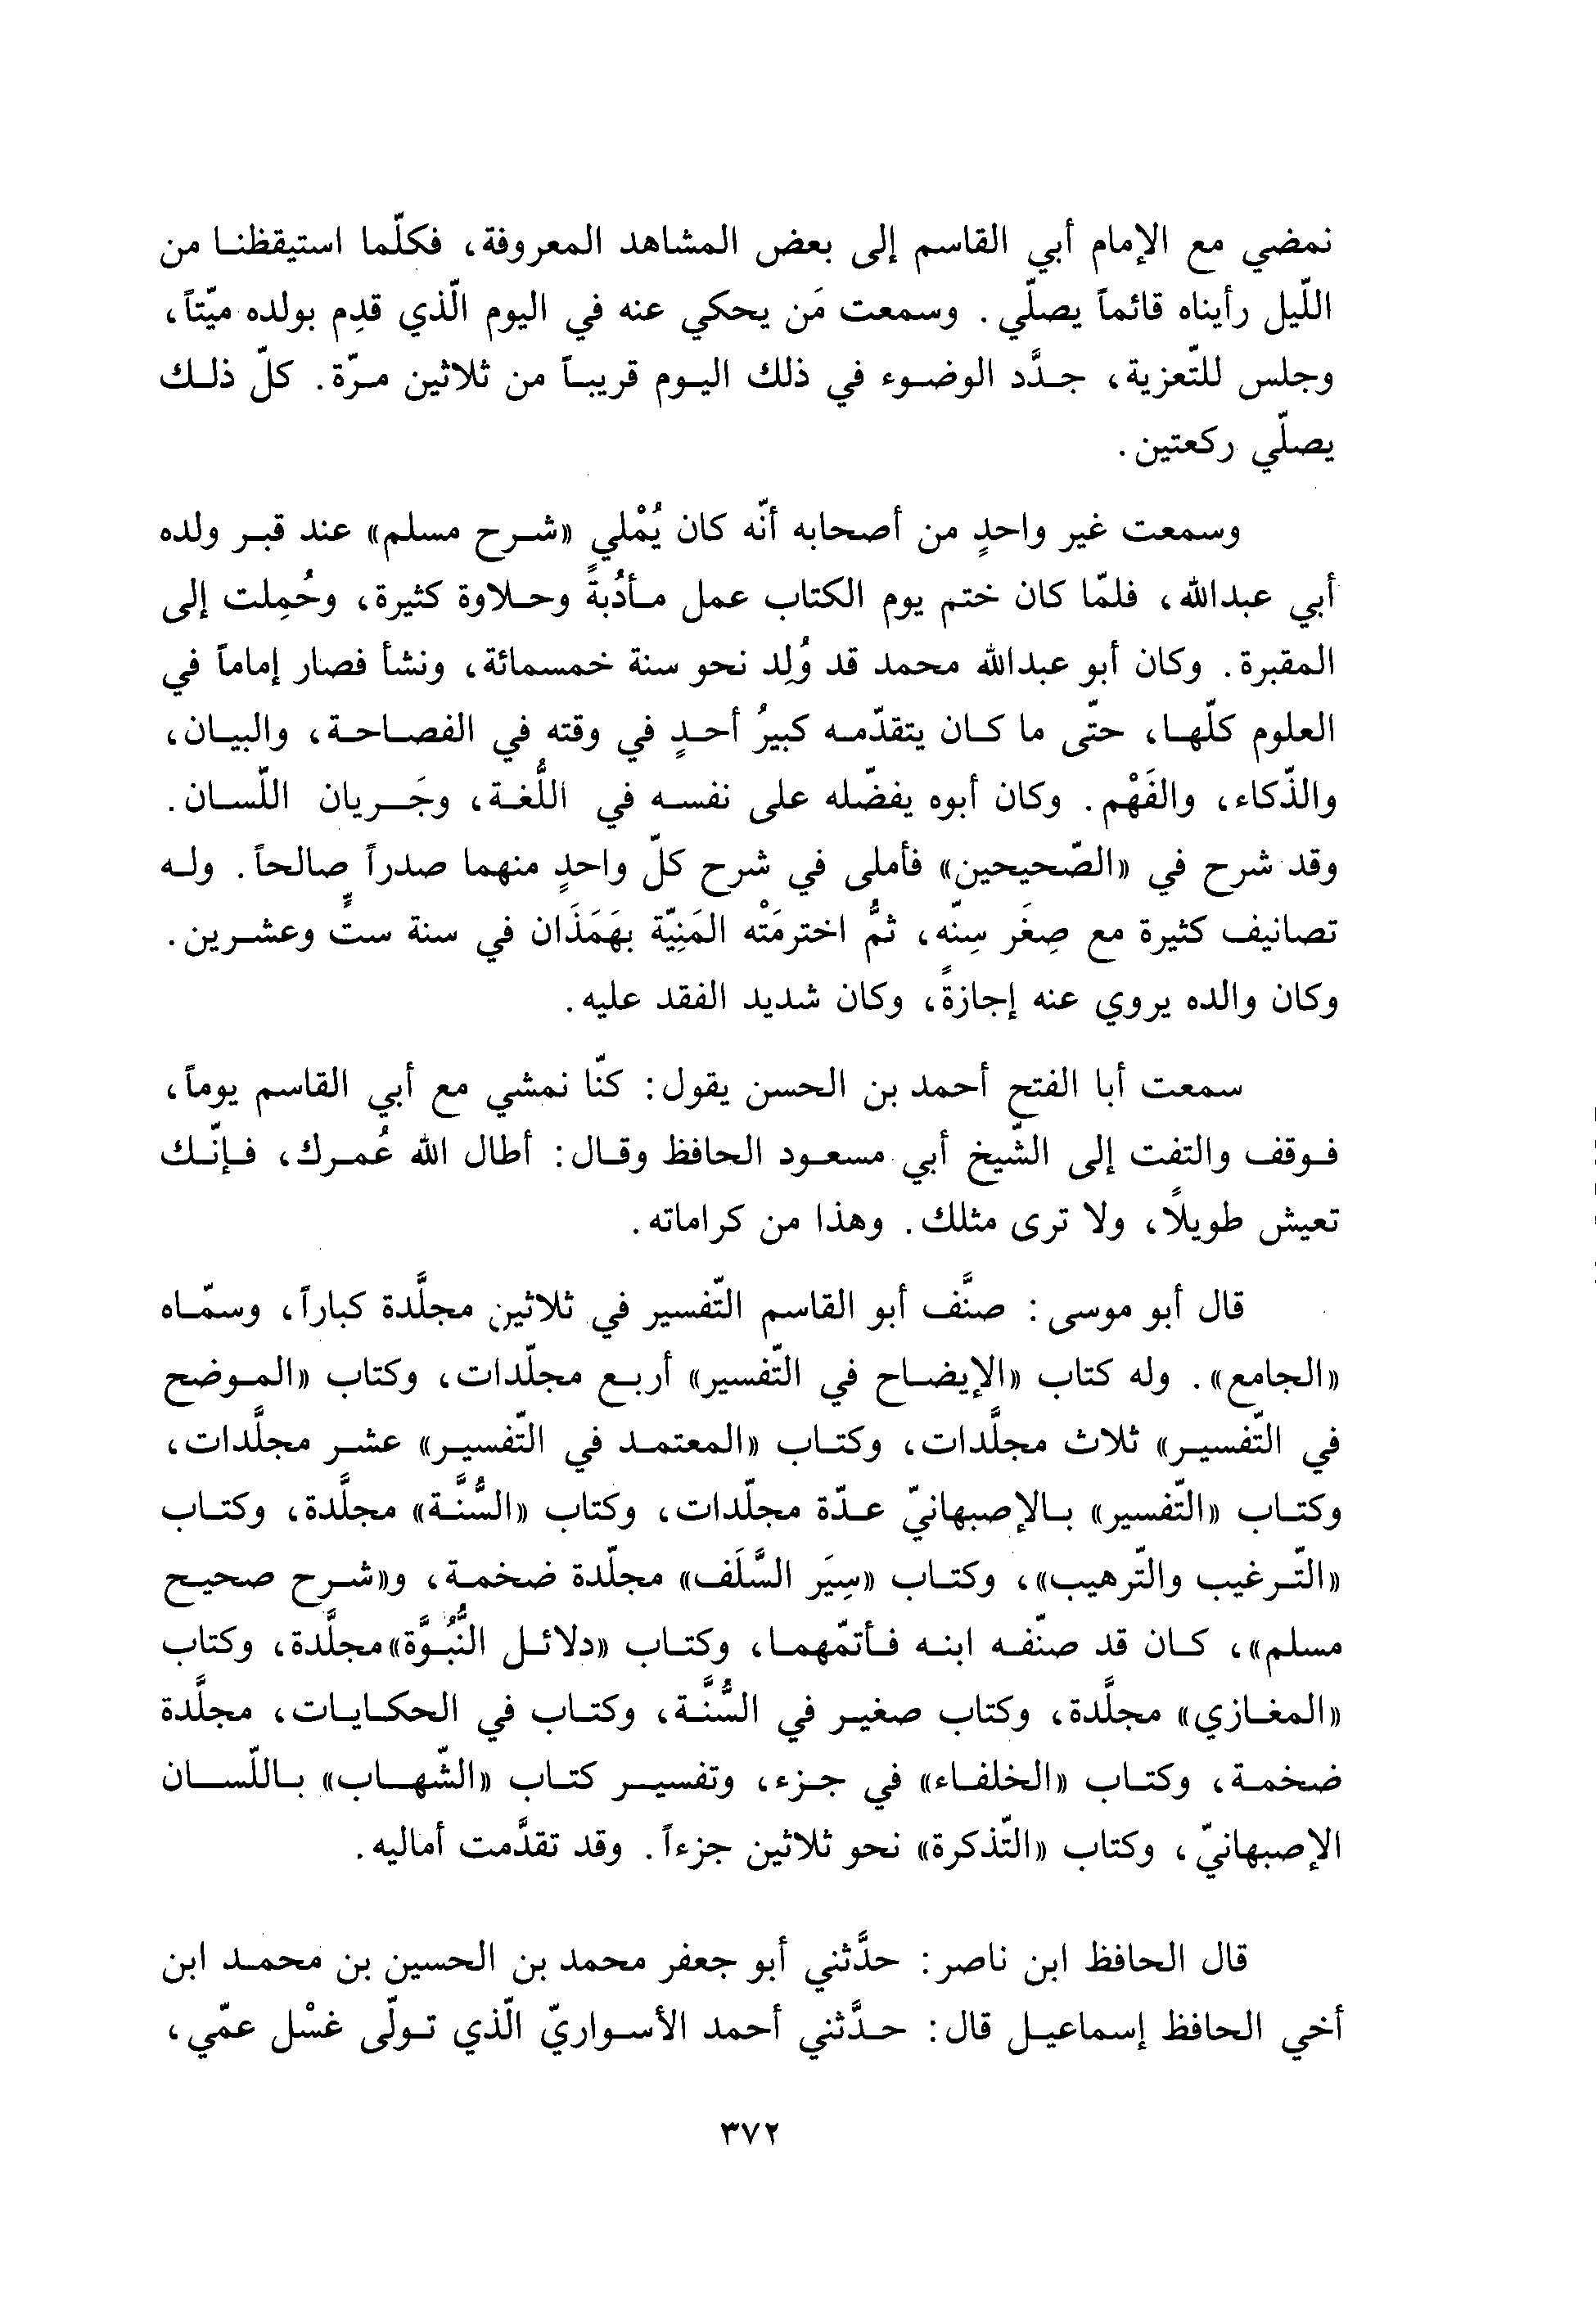 نمضي مع الإمام أبي القاسم إلى بعض المشاهد المعروفة، فكلّما استيقظنا من
اللّيل رأيناه قائماً يصلّي. وسمعت مَن يحكي عنه في اليوم الّذي قدِم بولده ميّتاً،
وجلس للتّعزية، جدَّد الوضوء في ذلك اليوم قريباً من ثلاثين مرّة. كلّ ذلك
يصلّي ركعتين.
وسمعت غير واحدٍ من أصحابه أنّه كان يُمْلي «شرح مسلم» عند قبر ولده
أبي عبدالله، فلمّا كان ختم يوم الكتاب عمل مأدُبةً وحلاوة كثيرة، وحُمِلت إلى
المقبرة. وكان أبو عبدالله محمد قد وُلِد نحو سنة خمسمائة، ونشأ فصار إماماً في
العلوم كلّها، حتّى ما كان يتقدّمه كبيرُ أحدٍ في وقته في الفصاحة، والبيان،
والذّكاء، والفَهْم. وكان أبوه يفضّله على نفسه في اللُّغة، وجَريان اللّسان.
وقد شرح في «الصّحيحين» فأملى في شرح كلّ واحدٍ منهما صدراً صالحاً. وله
تصانيف كثيرة مع صِغَر سِنّه، ثمُّ اخترمَتْه المَنِيّة بهَمَذَان في سنة ستٍّ وعشرين.
وكان والده يروي عنه إجازةً، وكان شديد الفقد عليه.
سمعت أبا الفتح أحمد بن الحسن يقول: كنّا نمشي مع أبي القاسم يوماً،
فوقف والتفت إلى الشّيخ أبي مسعود الحافظ وقال: أطال الله عُمرك، فإنّك
تعيش طويلاً، ولا ترى مثلك. وهذا من كراماته.
قال أبو موسى: صنَّف أبو القاسم التّفسير في ثلاثين مجلَّدة كباراً، وسمّاه
«الجامع». وله كتاب «الإيضاح في التّفسير» أربع مجلّدات، وكتاب «الموضح
في التّفسير» ثلاث مجلَّدات، وكتاب «المعتمد في التّفسير» عشر مجلَّدات،
وكتاب «التّفسير» بالإصبهانيّ عدّة مجلّدات، وكتاب «السُّنَّة» مجلَّدة، وكتاب
«التّرغيب والتّرهيب»، وكتاب «سِيَر السَّلَف» مجلّدة ضخمة، و«شرح صحيح
مسلم»، كان قد صنّفه ابنه فأتمّهما، وكتاب «دلائل النُّبُوَّة» مجلَّدة، وكتاب
«المغازي» مجلَّدة، وكتاب صغير في السُّنَّة، وكتاب في الحكايات، مجلَّدة
ضخمة، وكتاب «الخلفاء» في جزء، وتفسير كتاب «الشّهاب» باللّسان
الإصبهانيّ، وكتاب «التّذكرة» نحو ثلاثين جزءاً. وقد تقدَّمت أماليه.
قال الحافظ ابن ناصر: حدَّثني أبو جعفر محمد بن الحسين بن محمد ابن
أخي الحافظ إسماعيل قال: حدَّثني أحمد الأسواريّ الّذي تولّى غسْل عمّي،
٣٧٢